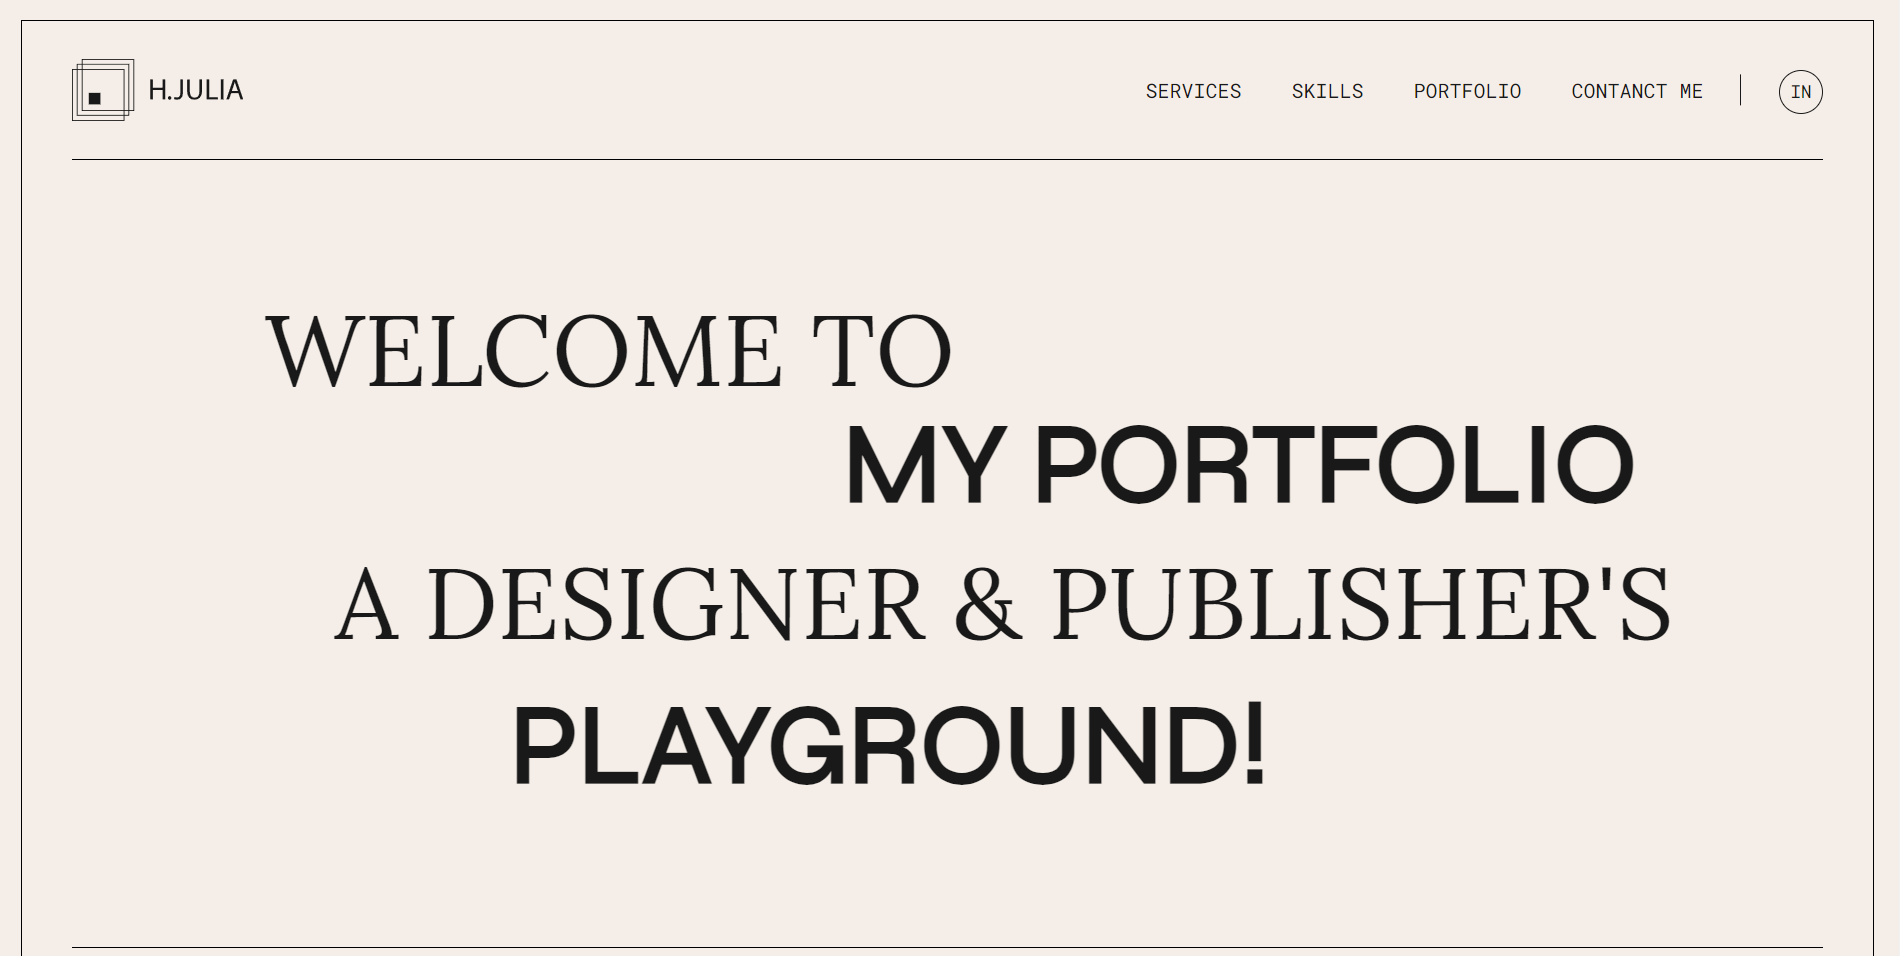 H.JULIA
SERVICES SKILLS PORTFOLIO CONTANCT ME IN
WELCOME TO
MY PORTFOLIO
A DESIGNER & PUBLISHER'S
PLAYGROUND!